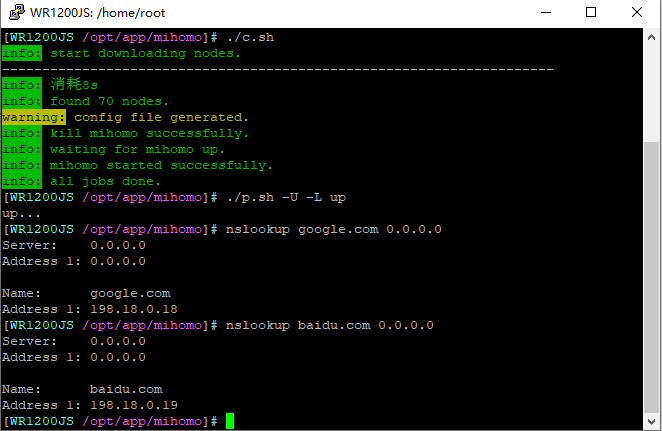 WR1200JS: /home/root
[WR1200JS /opt/app/mihomo]# ./c.sh
info: start downloading nodes.
---------------------------------------------------------------------
info: 消耗8s
info: found 70 nodes.
warning: config file generated.
info: kill mihomo successfully.
info: waiting for mihomo up.
info: mihomo started successfully.
info: all jobs done.
[WR1200JS /opt/app/mihomo]# ./p.sh -U -L up
up...
[WR1200JS /opt/app/mihomo]# nslookup google.com 0.0.0.0
Server:    0.0.0.0
Address 1: 0.0.0.0

Name:      google.com
Address 1: 198.18.0.18
[WR1200JS /opt/app/mihomo]# nslookup baidu.com 0.0.0.0
Server:    0.0.0.0
Address 1: 0.0.0.0

Name:      baidu.com
Address 1: 198.18.0.19
[WR1200JS /opt/app/mihomo]#